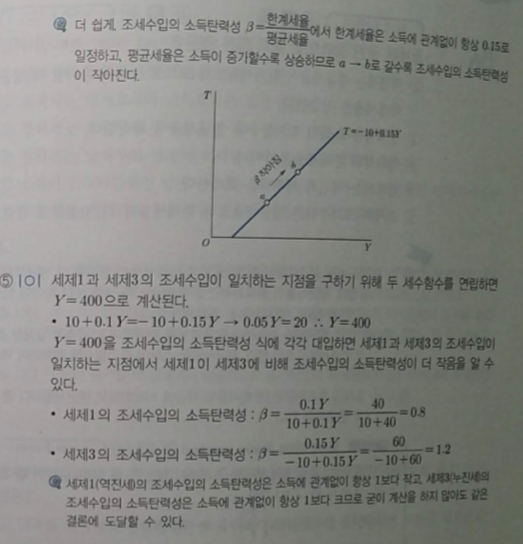 더 쉽게, 조세수입의 소득탄력성 β=한계세율/평균세율에서 한계세율은 소득에 관계없이 항상 0.15로
일정하고, 평균세율은 소득이 증가할수록 상승하므로 a → b로 갈수록 조세수입의 소득탄력성
이 작아진다.
T
T=-10+0.15Y
β 작아짐
O
Y
⑤ |O| 세제1과 세제3의 조세수입이 일치하는 지점을 구하기 위해 두 세수함수를 연립하면
Y=400으로 계산된다.
• 10+0.1Y=-10+0.15Y → 0.05Y=20 ∴ Y=400
Y=400을 조세수입의 소득탄력성 식에 각각 대입하면 세제1과 세제3의 조세수입이
일치하는 지점에서 세제1이 세제3에 비해 조세수입의 소득탄력성이 더 작음을 알 수
있다.
• 세제1의 조세수입의 소득탄력성 : β=0.1Y/10+0.1Y=40/10+40=0.8
• 세제3의 조세수입의 소득탄력성 : β=0.15Y/-10+0.15Y=60/-10+60=1.2
세제1(역진세)의 조세수입의 소득탄력성은 소득에 관계없이 항상 1보다 작고, 세제3(누진세)의
조세수입의 소득탄력성은 소득에 관계없이 항상 1보다 크므로 굳이 계산을 하지 않아도 같은
결론에 도달할 수 있다.